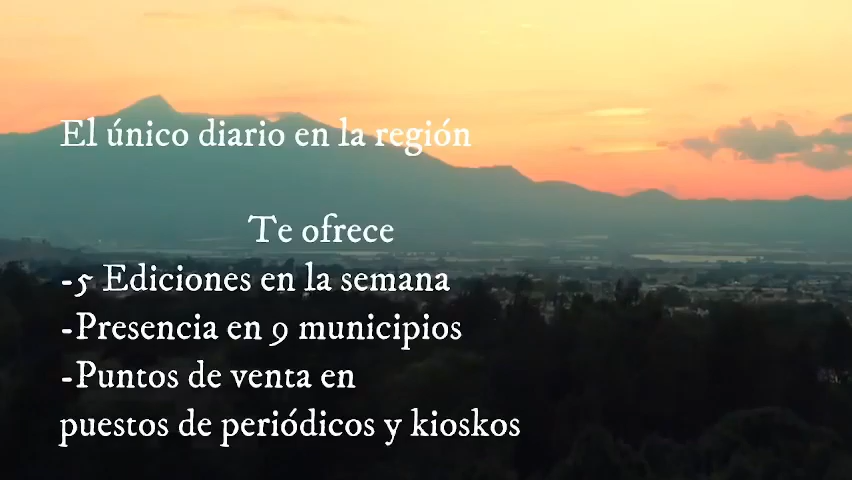 El único diario en la región
Te ofrece
-5 Ediciones en la semana
-Presencia en 9 municipios
-Puntos de venta en
puestos de periódicos y kioskos